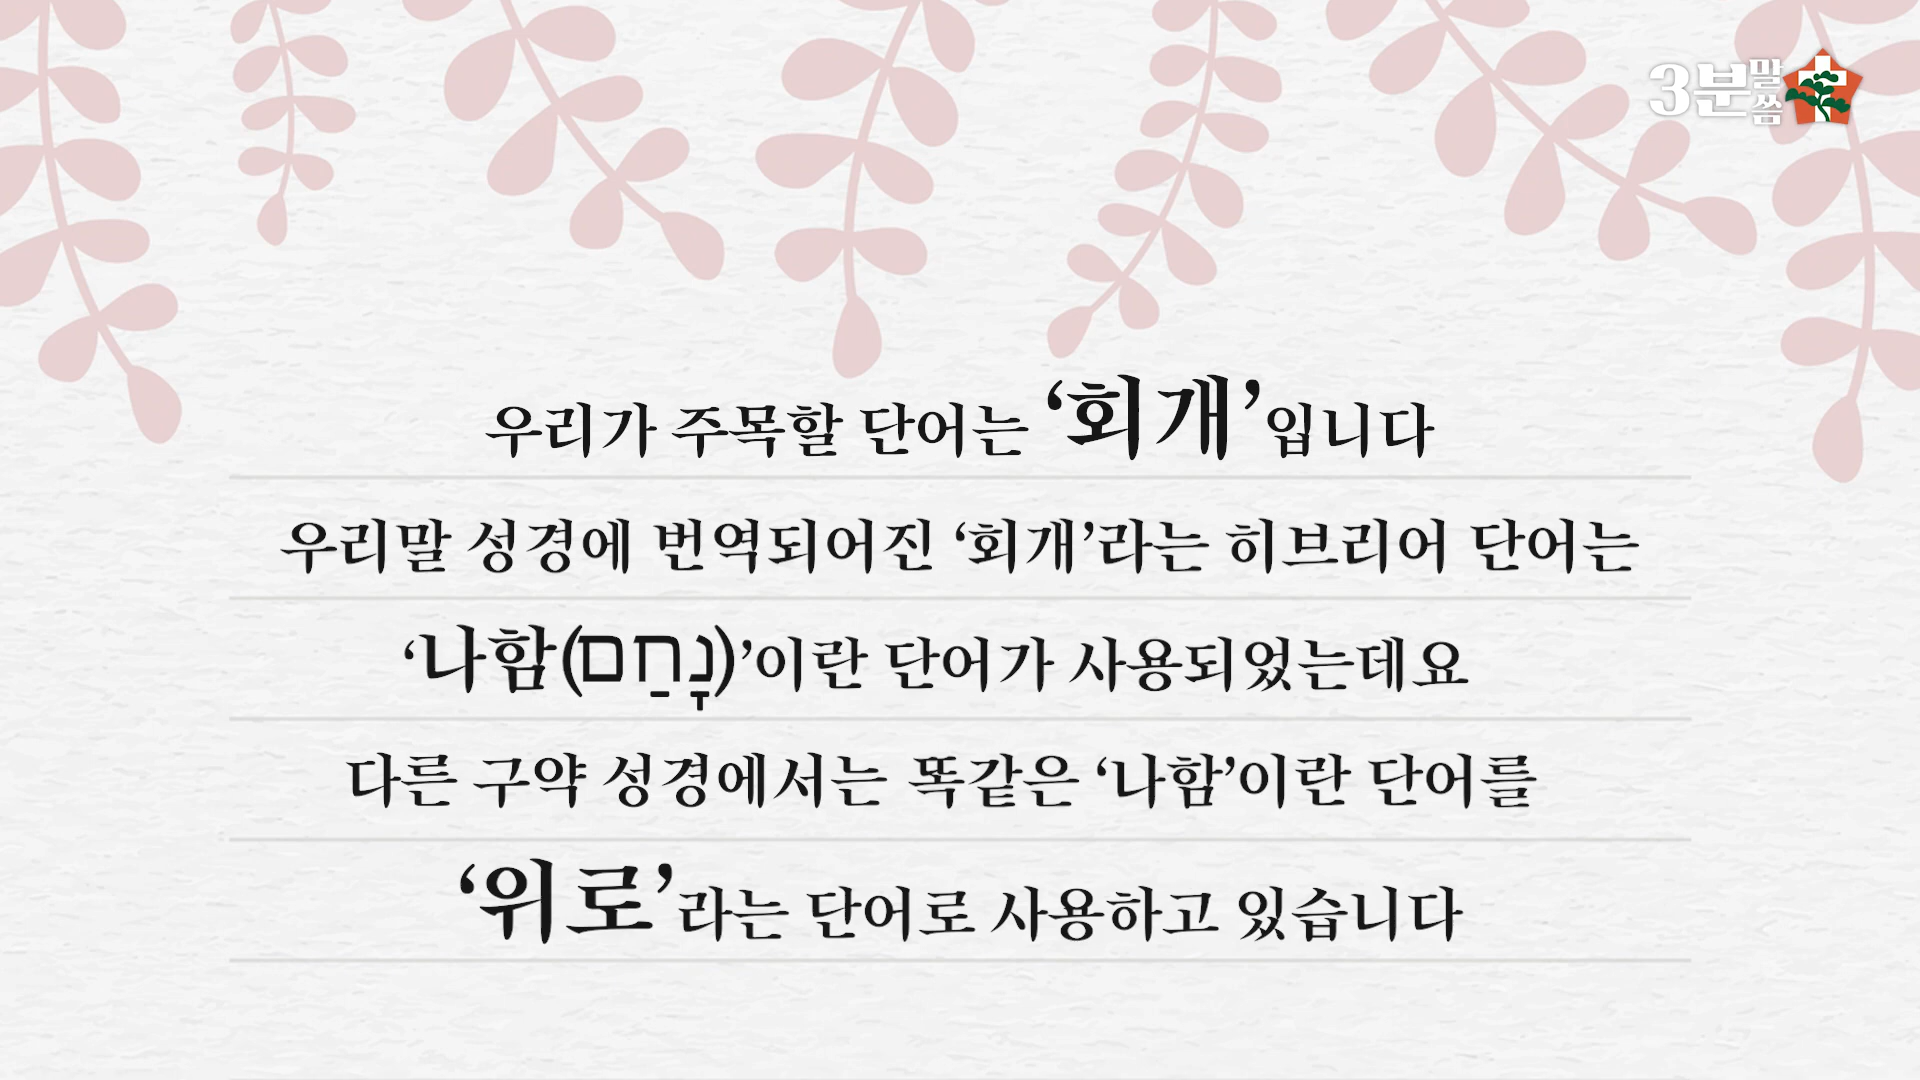 3분말씀
우리가 주목할 단어는 ‘회개’입니다
우리말 성경에 번역되어진 ‘회개’라는 히브리어 단어는
‘나함(נָחַם)’이란 단어가 사용되었는데요
다른 구약 성경에서는 똑같은 ‘나함’이란 단어를
‘위로’라는 단어로 사용하고 있습니다